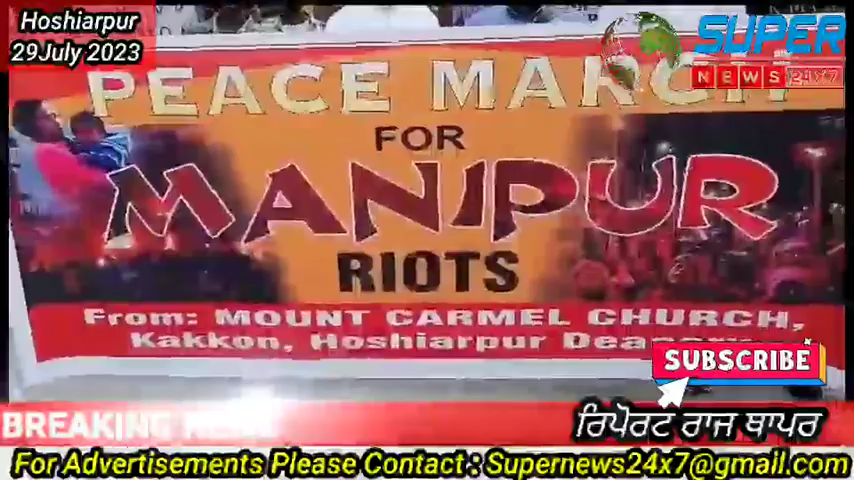 Hoshiarpur
29July 2023
SUPER
NEWS 24x7
PEACE MARCH
FOR
MANIPUR
RIOTS
From: MOUNT CARMEL CHURCH,
Kakkon, Hoshiarpur
SUBSCRIBE
BREAKING
ਰਿਪੋਰਟ ਰਾਜ ਥਾਪਰ
For Advertisements Please Contact : Supernews24x7@gmail.com